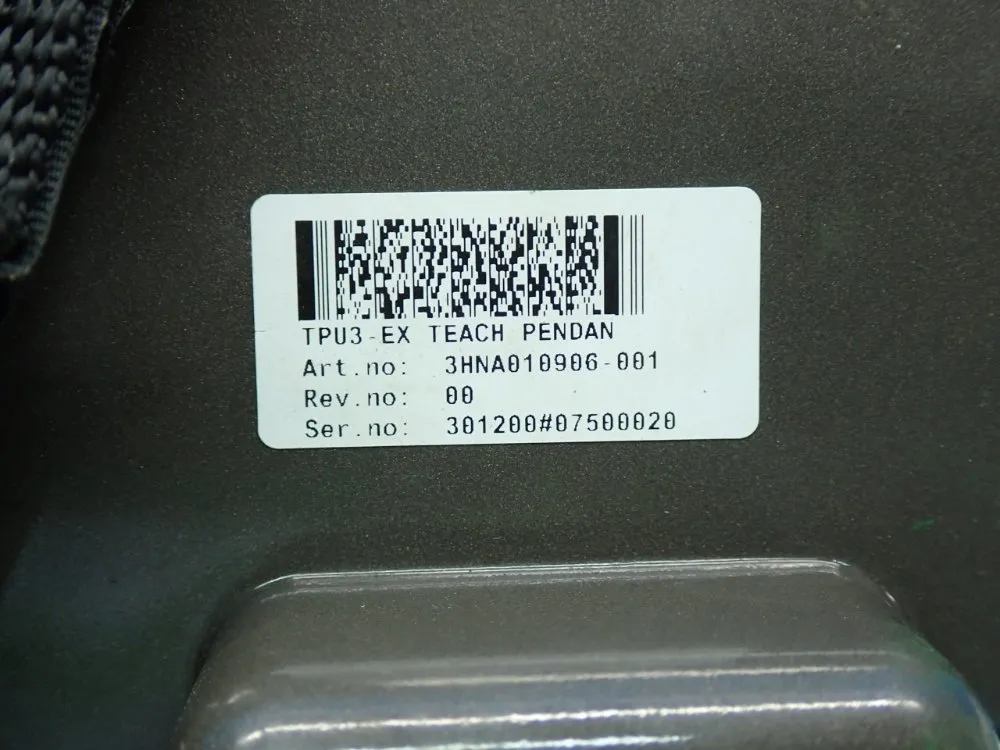 TPU3-EX TEACH PENDAN
Art.no: 3HNA010906-001
Rev.no: 00
Ser.no: 301200#07500020